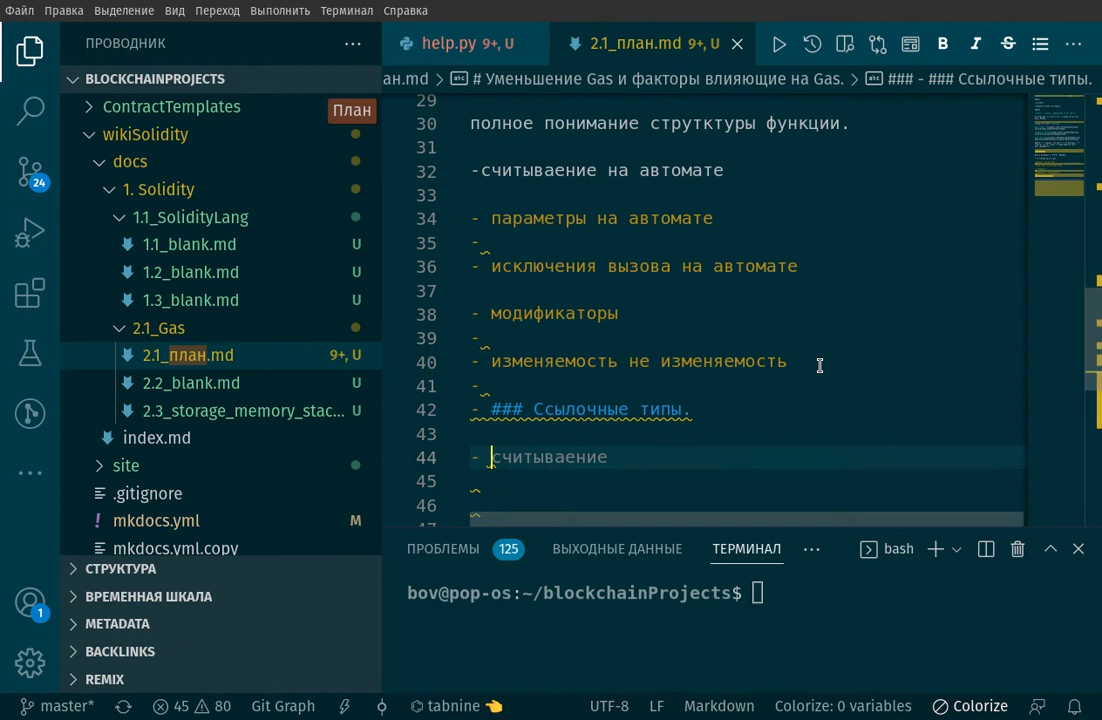 Файл Правка Выделение Вид Переход Выполнить Терминал Справка
ПРОВОДНИК
help.py 9+, U
2.1_план.md 9+, U
B I S
BLOCKCHAINPROJECTS
ан.md > # Уменьшение Gas и факторы влияющие на Gas. > ### - ### Ссылочные типы.
ContractTemplates
План
wikiSolidity
docs
1. Solidity
1.1_SolidityLang
1.1_blank.md U
1.2_blank.md U
1.3_blank.md U
2.1_Gas
2.1_план.md 9+, U
2.2_blank.md U
2.3_storage_memory_stac... U
index.md
site
.gitignore
mkdocs.yml M
mkdocs.yml.copy
СТРУКТУРА
ВРЕМЕННАЯ ШКАЛА
METADATA
BACKLINKS
REMIX
24
1
29
30 полное понимание струтктуры функции.
31
32 -считываение на автомате
33
34 - параметры на автомате
35 -
36 - исключения вызова на автомате
37
38 - модификаторы
39 -
40 - изменяемость не изменяемость
41 -
42 - ### Ссылочные типы.
43
44 - считываение
45
46
47
ПРОБЛЕМЫ 125 ВЫХОДНЫЕ ДАННЫЕ ТЕРМИНАЛ ... bash
bov@pop-os:~/blockchainProjects$
master* 45 80 Git Graph tabnine UTF-8 LF Markdown Colorize: 0 variables Colorize